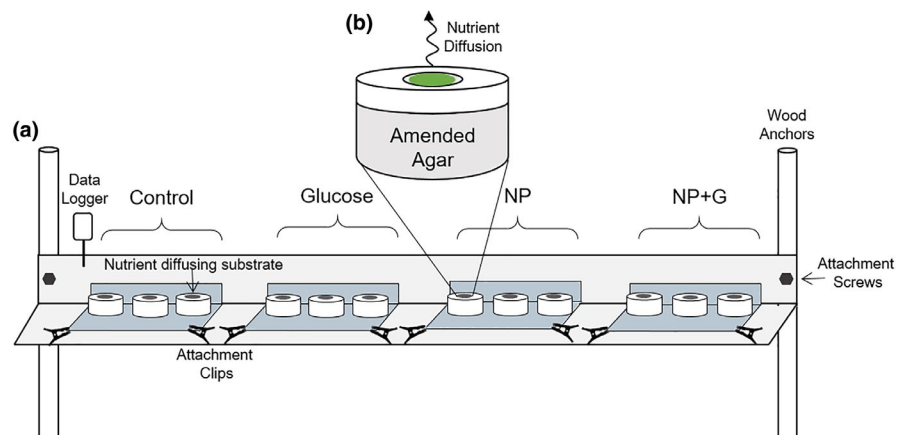 (b)
Nutrient
Diffusion
Amended
Agar
(a)
Wood
Anchors
Data
Logger
Control
Glucose
NP
NP+G
Nutrient diffusing substrate
Attachment
Screws
Attachment
Clips